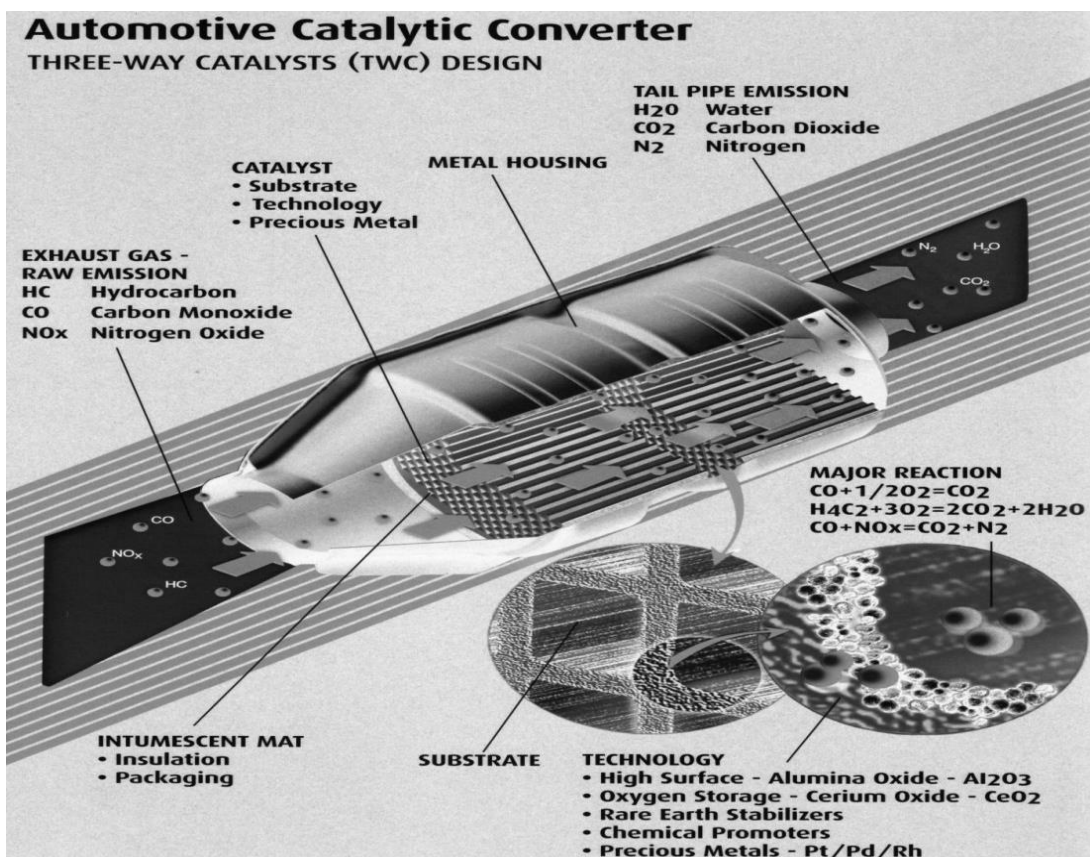 Automotive Catalytic Converter
THREE-WAY CATALYSTS (TWC) DESIGN
TAIL PIPE EMISSION
H2O Water
CO2 Carbon Dioxide
N2 Nitrogen
METAL HOUSING
CATALYST
• Substrate
• Technology
• Precious Metal
EXHAUST GAS -
RAW EMISSION
HC Hydrocarbon
CO Carbon Monoxide
NOx Nitrogen Oxide
N2
H2O
CO2
CO
NOx
HC
MAJOR REACTION
CO+1/2O2=CO2
H4C2+3O2=2CO2+2H2O
CO+NOx=CO2+N2
INTUMESCENT MAT
• Insulation
• Packaging
SUBSTRATE
TECHNOLOGY
• High Surface - Alumina Oxide - Al2O3
• Oxygen Storage - Cerium Oxide - CeO2
• Rare Earth Stabilizers
• Chemical Promoters
• Precious Metals - Pt/Pd/Rh